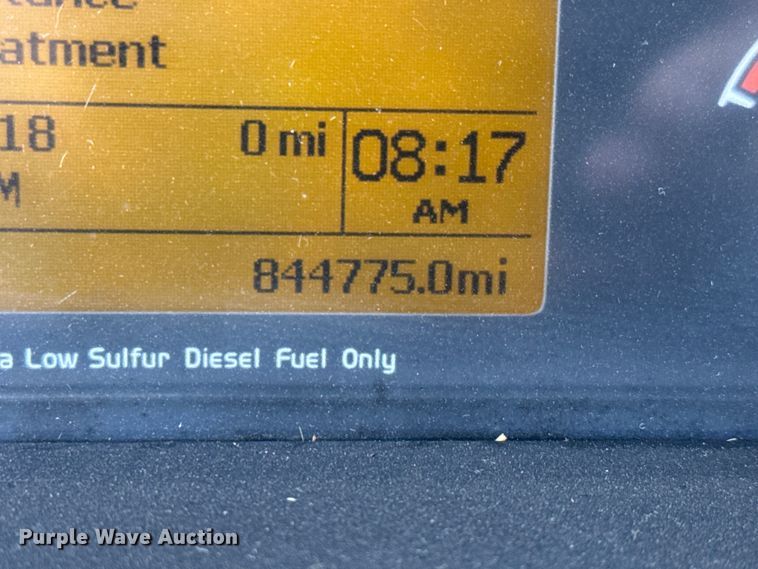 atment
18 0 mi
08:17
AM
844775.0mi
Low Sulfur Diesel Fuel Only
Purple Wave Auction